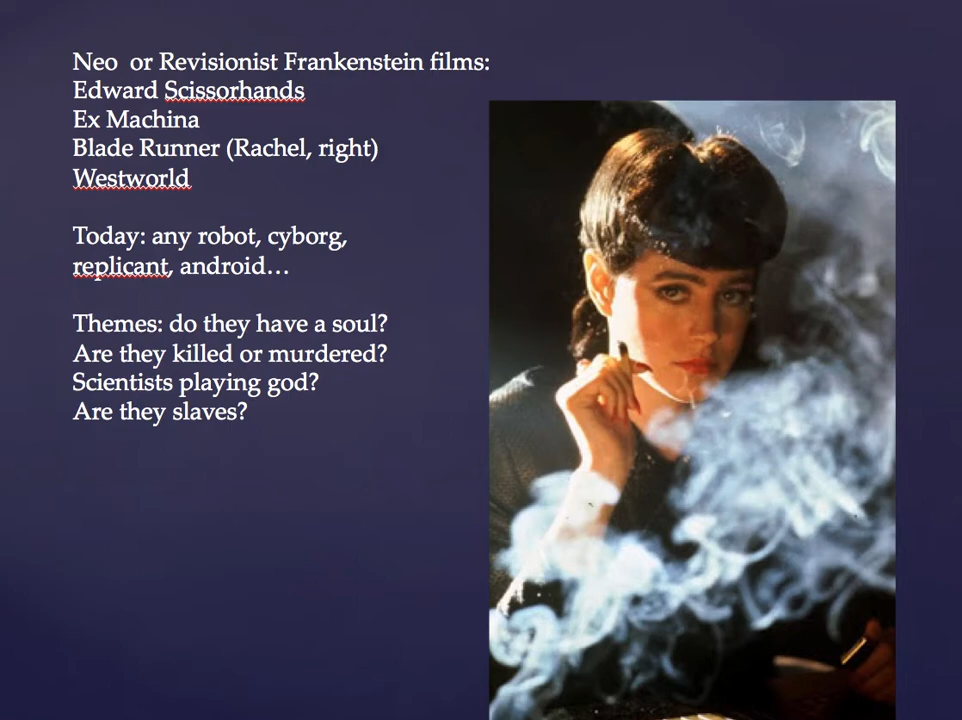 Neo or Revisionist Frankenstein films:
Edward Scissorhands
Ex Machina
Blade Runner (Rachel, right)
Westworld
Today: any robot, cyborg,
replicant, android…
Themes: do they have a soul?
Are they killed or murdered?
Scientists playing god?
Are they slaves?